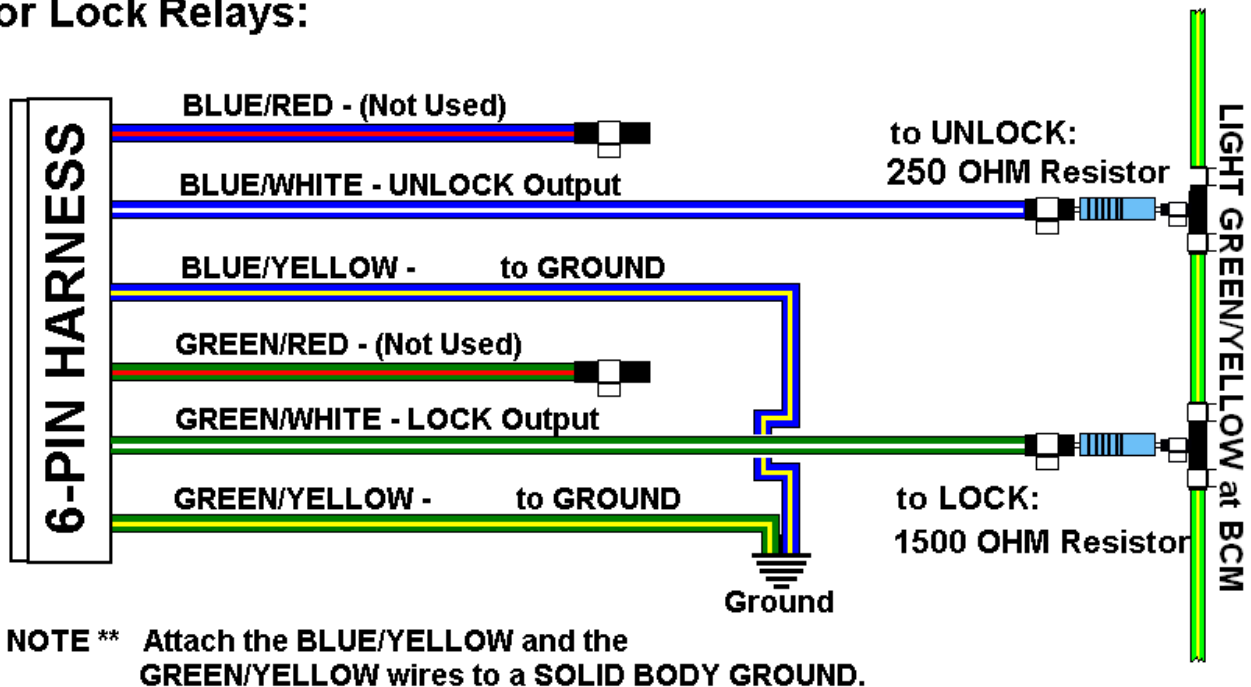 or Lock Relays:
6-PIN HARNESS
BLUE/RED - (Not Used)
BLUE/WHITE - UNLOCK Output
BLUE/YELLOW - to GROUND
GREEN/RED - (Not Used)
GREEN/WHITE - LOCK Output
GREEN/YELLOW - to GROUND
Ground
to UNLOCK:
250 OHM Resistor
to LOCK:
1500 OHM Resistor
LIGHT GREEN/YELLOW at BCM
NOTE ** Attach the BLUE/YELLOW and the
GREEN/YELLOW wires to a SOLID BODY GROUND.